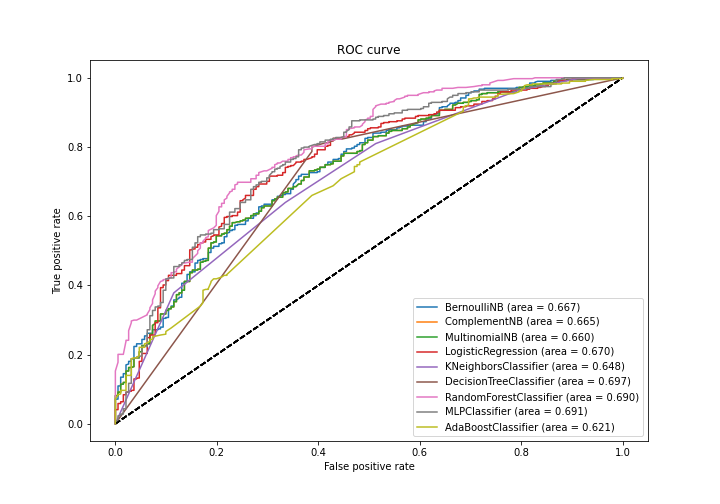 ROC curve
1.0
0.8
0.6
0.4
0.2
0.0
True positive rate
BernoulliNB (area = 0.667)
ComplementNB (area = 0.665)
MultinomialNB (area = 0.660)
LogisticRegression (area = 0.670)
KNeighborsClassifier (area = 0.648)
DecisionTreeClassifier (area = 0.697)
RandomForestClassifier (area = 0.690)
MLPClassifier (area = 0.691)
AdaBoostClassifier (area = 0.621)
0.0 0.2 0.4 0.6 0.8 1.0
False positive rate